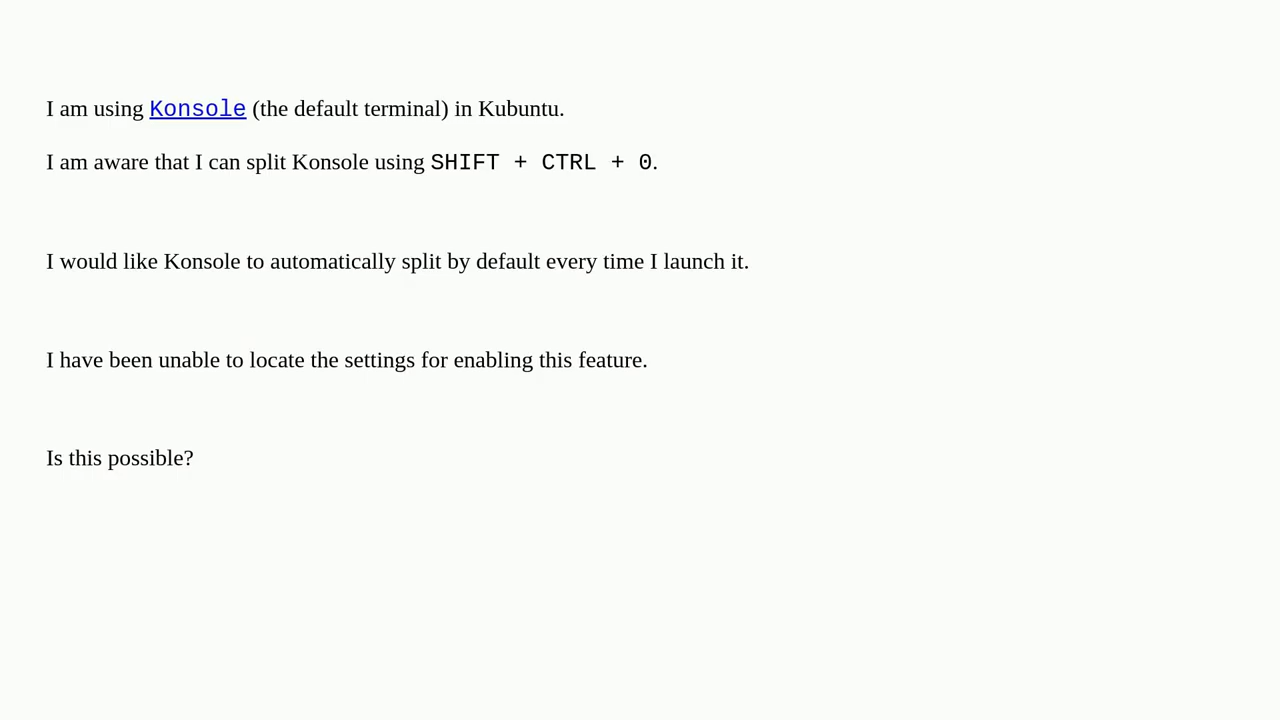 I am using Konsole (the default terminal) in Kubuntu.
I am aware that I can split Konsole using SHIFT + CTRL + 0.
I would like Konsole to automatically split by default every time I launch it.
I have been unable to locate the settings for enabling this feature.
Is this possible?